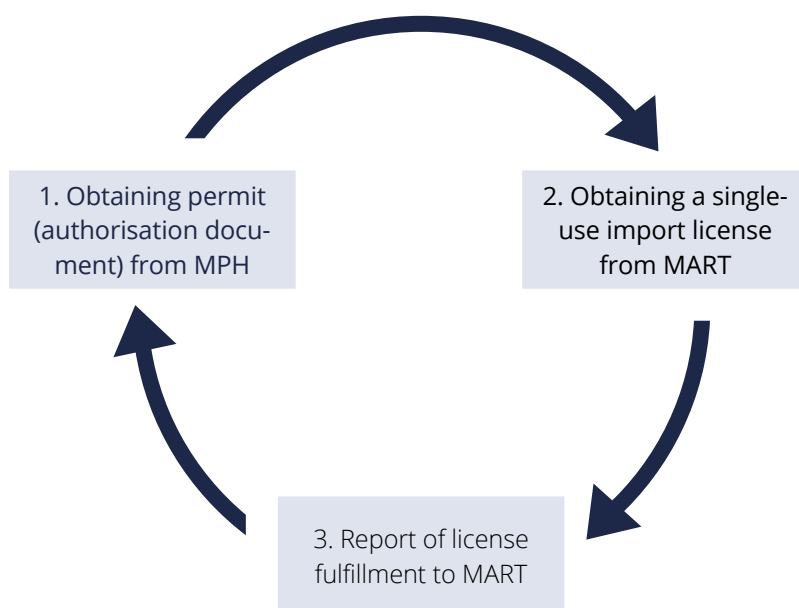 1. Obtaining permit
(authorisation docu-
ment) from MPH
2. Obtaining a single-
use import license
from MART
3. Report of license
fulfillment to MART